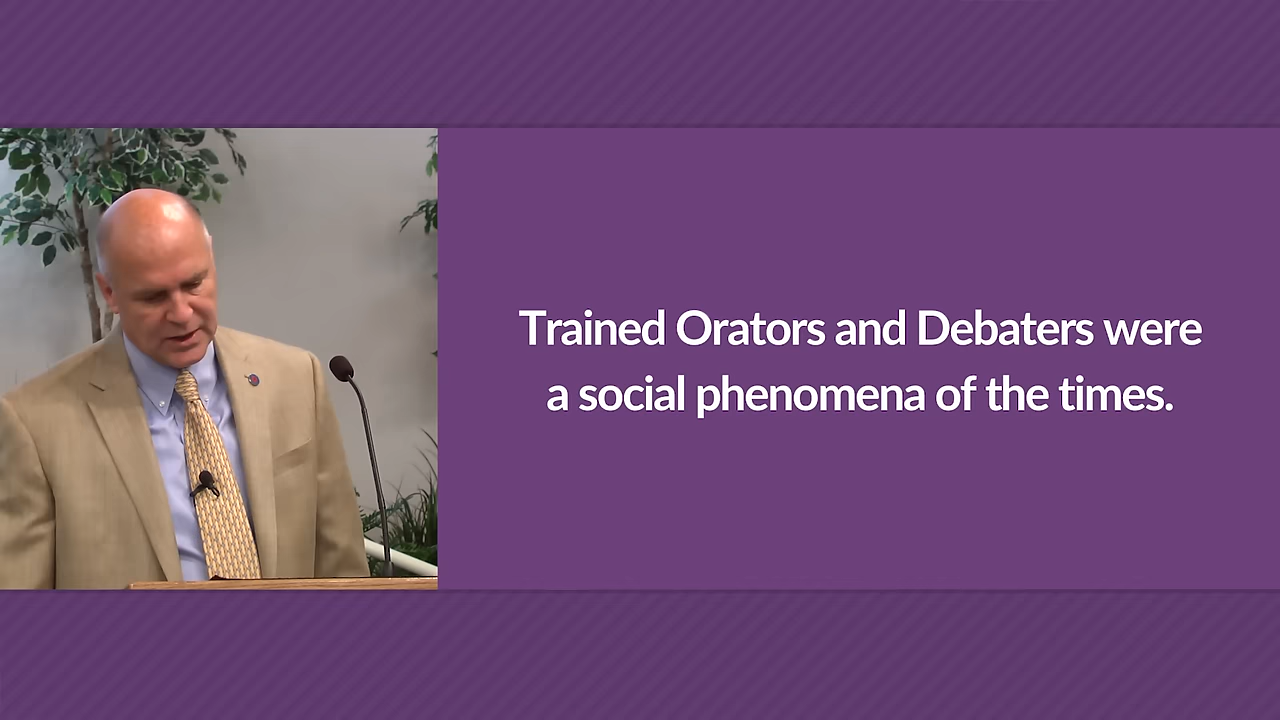 Trained Orators and Debaters were
a social phenomena of the times.